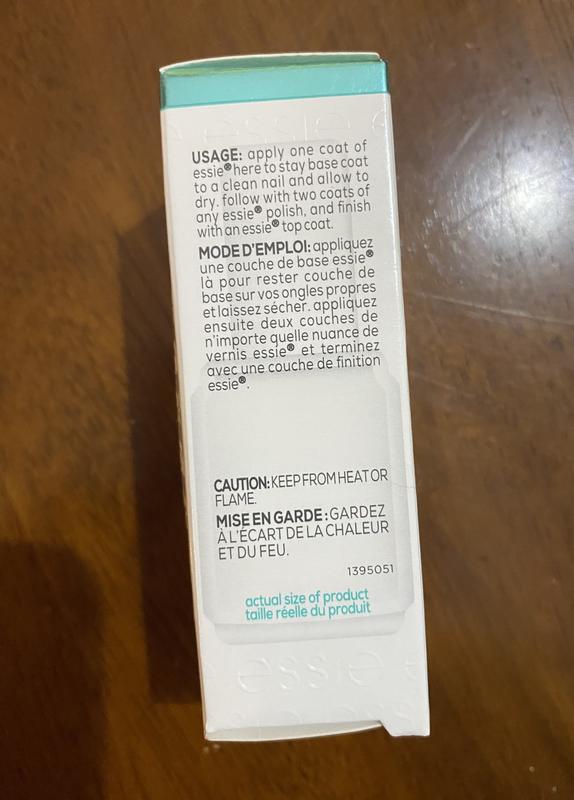 essie
USAGE: apply one coat of
essie® here to stay base coat
to a clean nail and allow to
dry. follow with two coats of
any essie® polish, and finish
with an essie® top coat.
MODE D'EMPLOI: appliquez
une couche de base essie®
là pour rester couche de
base sur vos ongles propres
et laissez sécher. appliquez
ensuite deux couches de
n'importe quelle nuance de
vernis essie® et terminez
avec une couche de finition
essie®.
CAUTION: KEEP FROM HEAT OR
FLAME.
MISE EN GARDE : GARDEZ
À L'ÉCART DE LA CHALEUR
ET DU FEU.
1395051
actual size of product
taille réelle du produit
essie